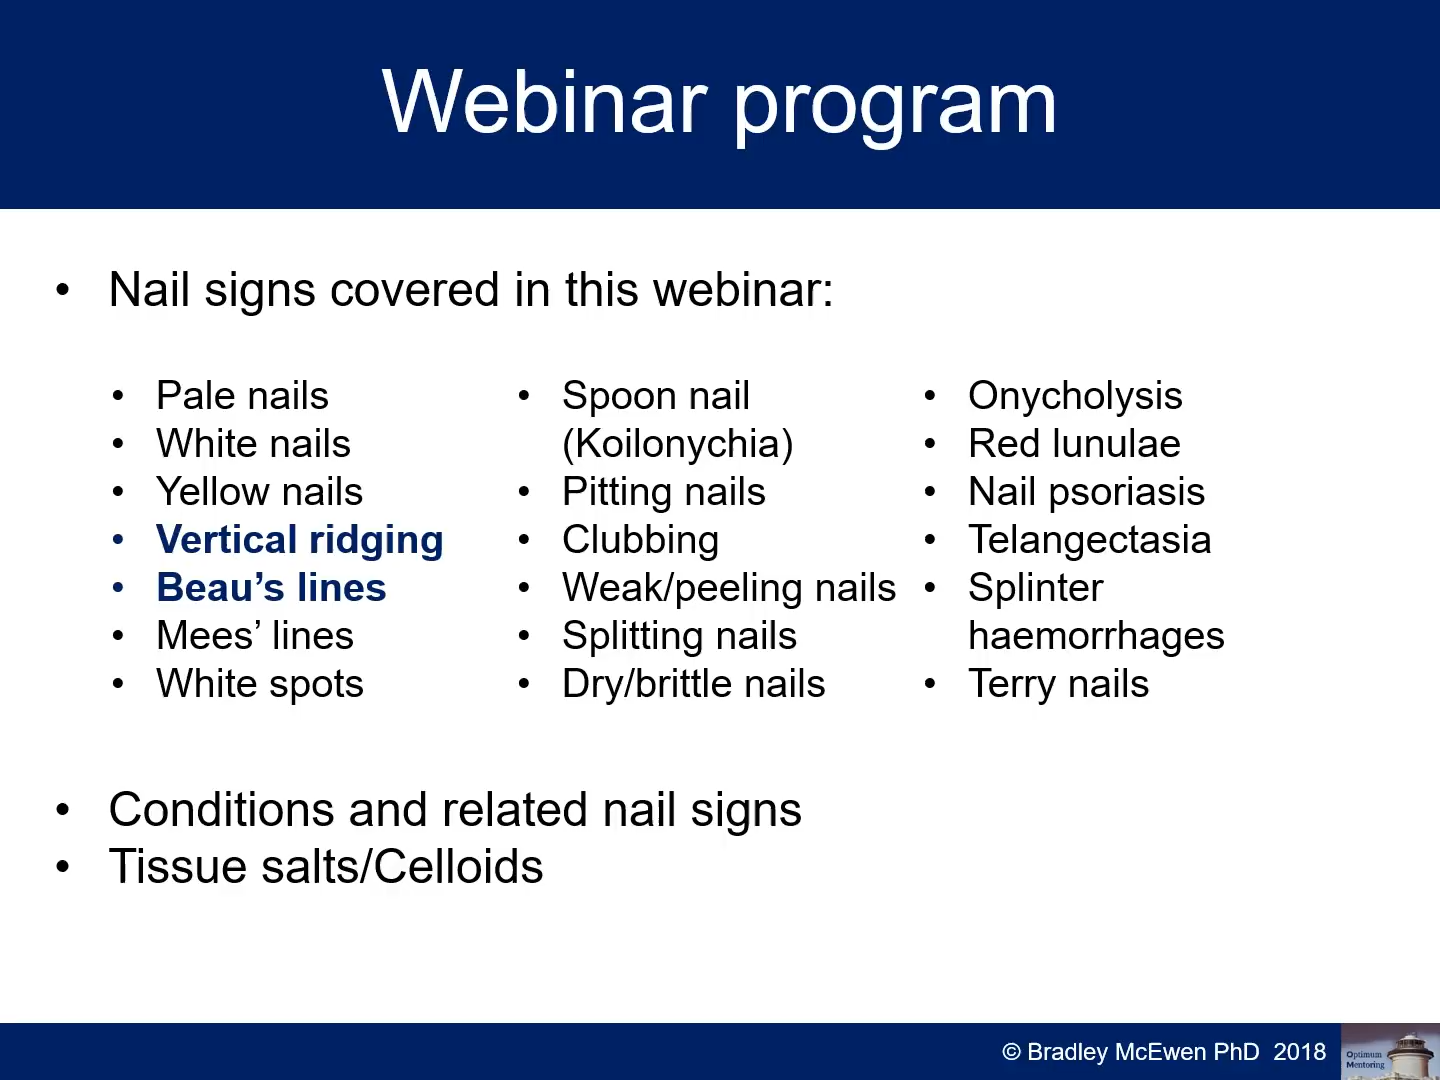 Webinar program
• Nail signs covered in this webinar:
• Pale nails
• White nails
• Yellow nails
• Vertical ridging
• Beau’s lines
• Mees’ lines
• White spots
• Spoon nail
(Koilonychia)
• Pitting nails
• Clubbing
• Weak/peeling nails
• Splitting nails
• Dry/brittle nails
• Onycholysis
• Red lunulae
• Nail psoriasis
• Telangectasia
• Splinter
haemorrhages
• Terry nails
• Conditions and related nail signs
• Tissue salts/Celloids
© Bradley McEwen PhD 2018
Optimum
Mentoring